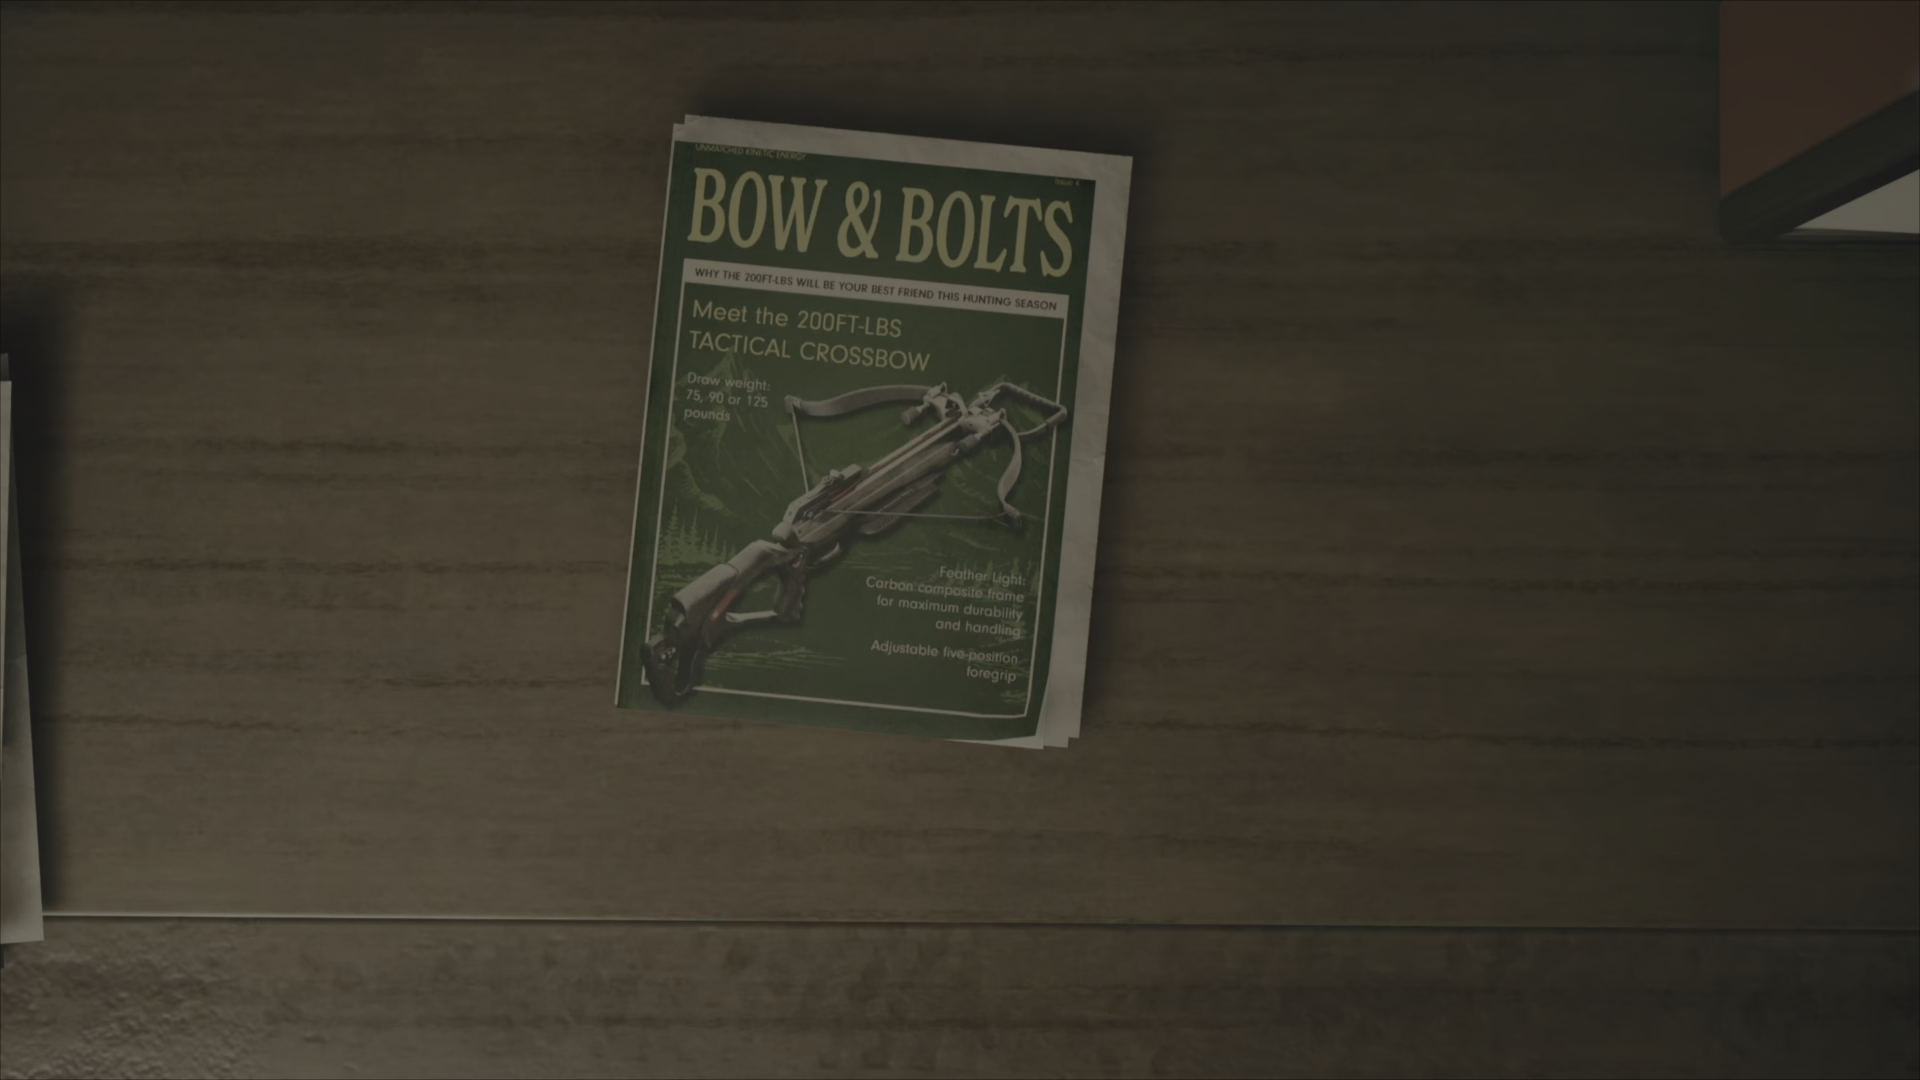 UNMATCHED KINETIC ENERGY
Issue 4
BOW & BOLTS
WHY THE 200FT-LBS WILL BE YOUR BEST FRIEND THIS HUNTING SEASON
Meet the 200FT-LBS
TACTICAL CROSSBOW
Draw weight:
75, 90 or 125
pounds
Feather Light:
Carbon composite frame
for maximum durability
and handling
Adjustable five-position
foregrip